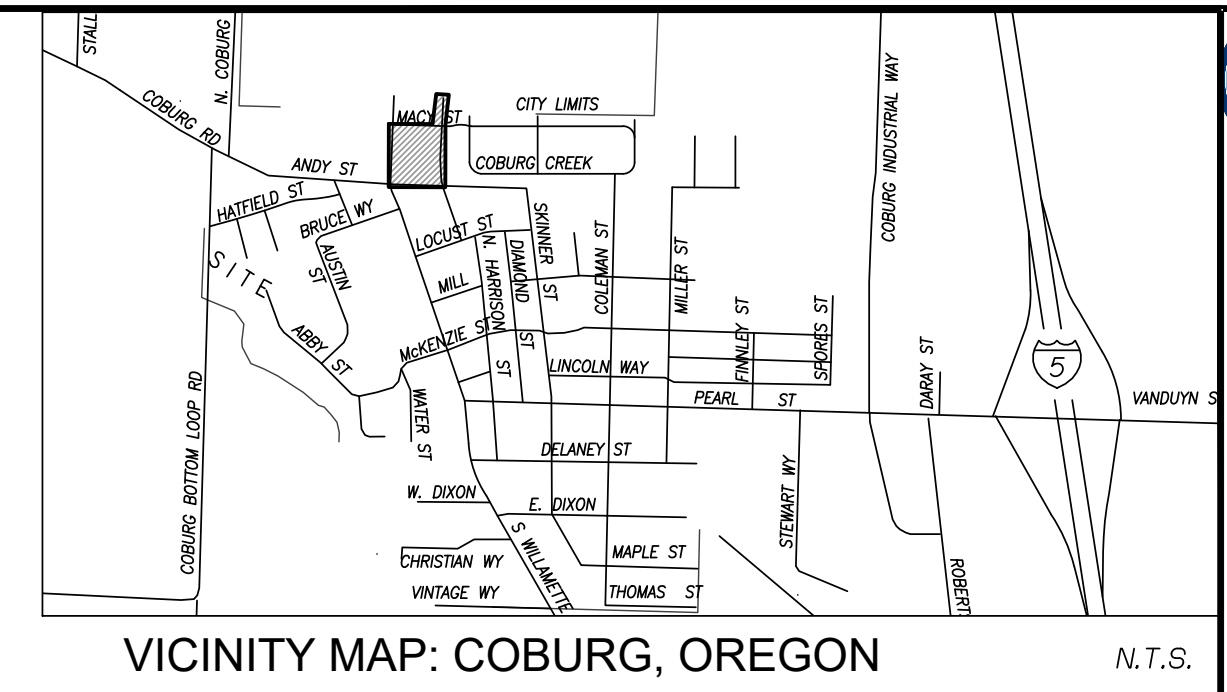 STALL
N. COBURG
COBURG RD
MACY ST
CITY LIMITS
COBURG INDUSTRIAL WAY
ANDY ST
COBURG CREEK
HATFIELD ST
BRUCE WY
LOCUST ST
SKINNER ST
AUSTIN ST
SITE
N. HARRISON ST
DIAMOND ST
COLEMAN ST
MILLER ST
MILL
ABBY ST
McKENZIE ST
FINNLEY ST
SPORES ST
5
LINCOLN WAY
DARAY ST
COBURG BOTTOM LOOP RD
WATER ST
PEARL ST
VANDUYN S
DELANEY ST
W. DIXON
E. DIXON
STEWART WY
S WILLAMETTE
CHRISTIAN WY
MAPLE ST
ROBERT
VINTAGE WY
THOMAS ST
VICINITY MAP: COBURG, OREGON
N.T.S.